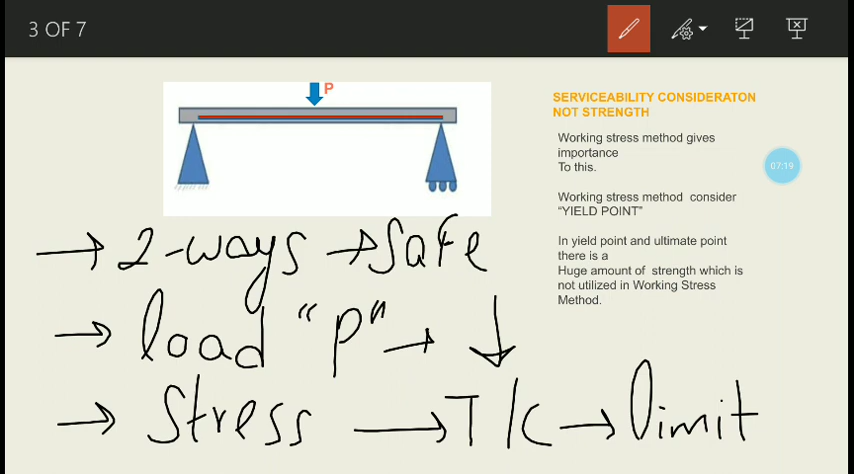 3 OF 7
P
SERVICEABILITY CONSIDERATON
NOT STRENGTH
Working stress method gives
importance
To this.
07:19
Working stress method consider
"YIELD POINT"
In yield point and ultimate point
there is a
Huge amount of strength which is
not utilized in Working Stress
Method.
→ 2-ways → Safe
→ load "P" → ↓
→ Stress → T/C → limit